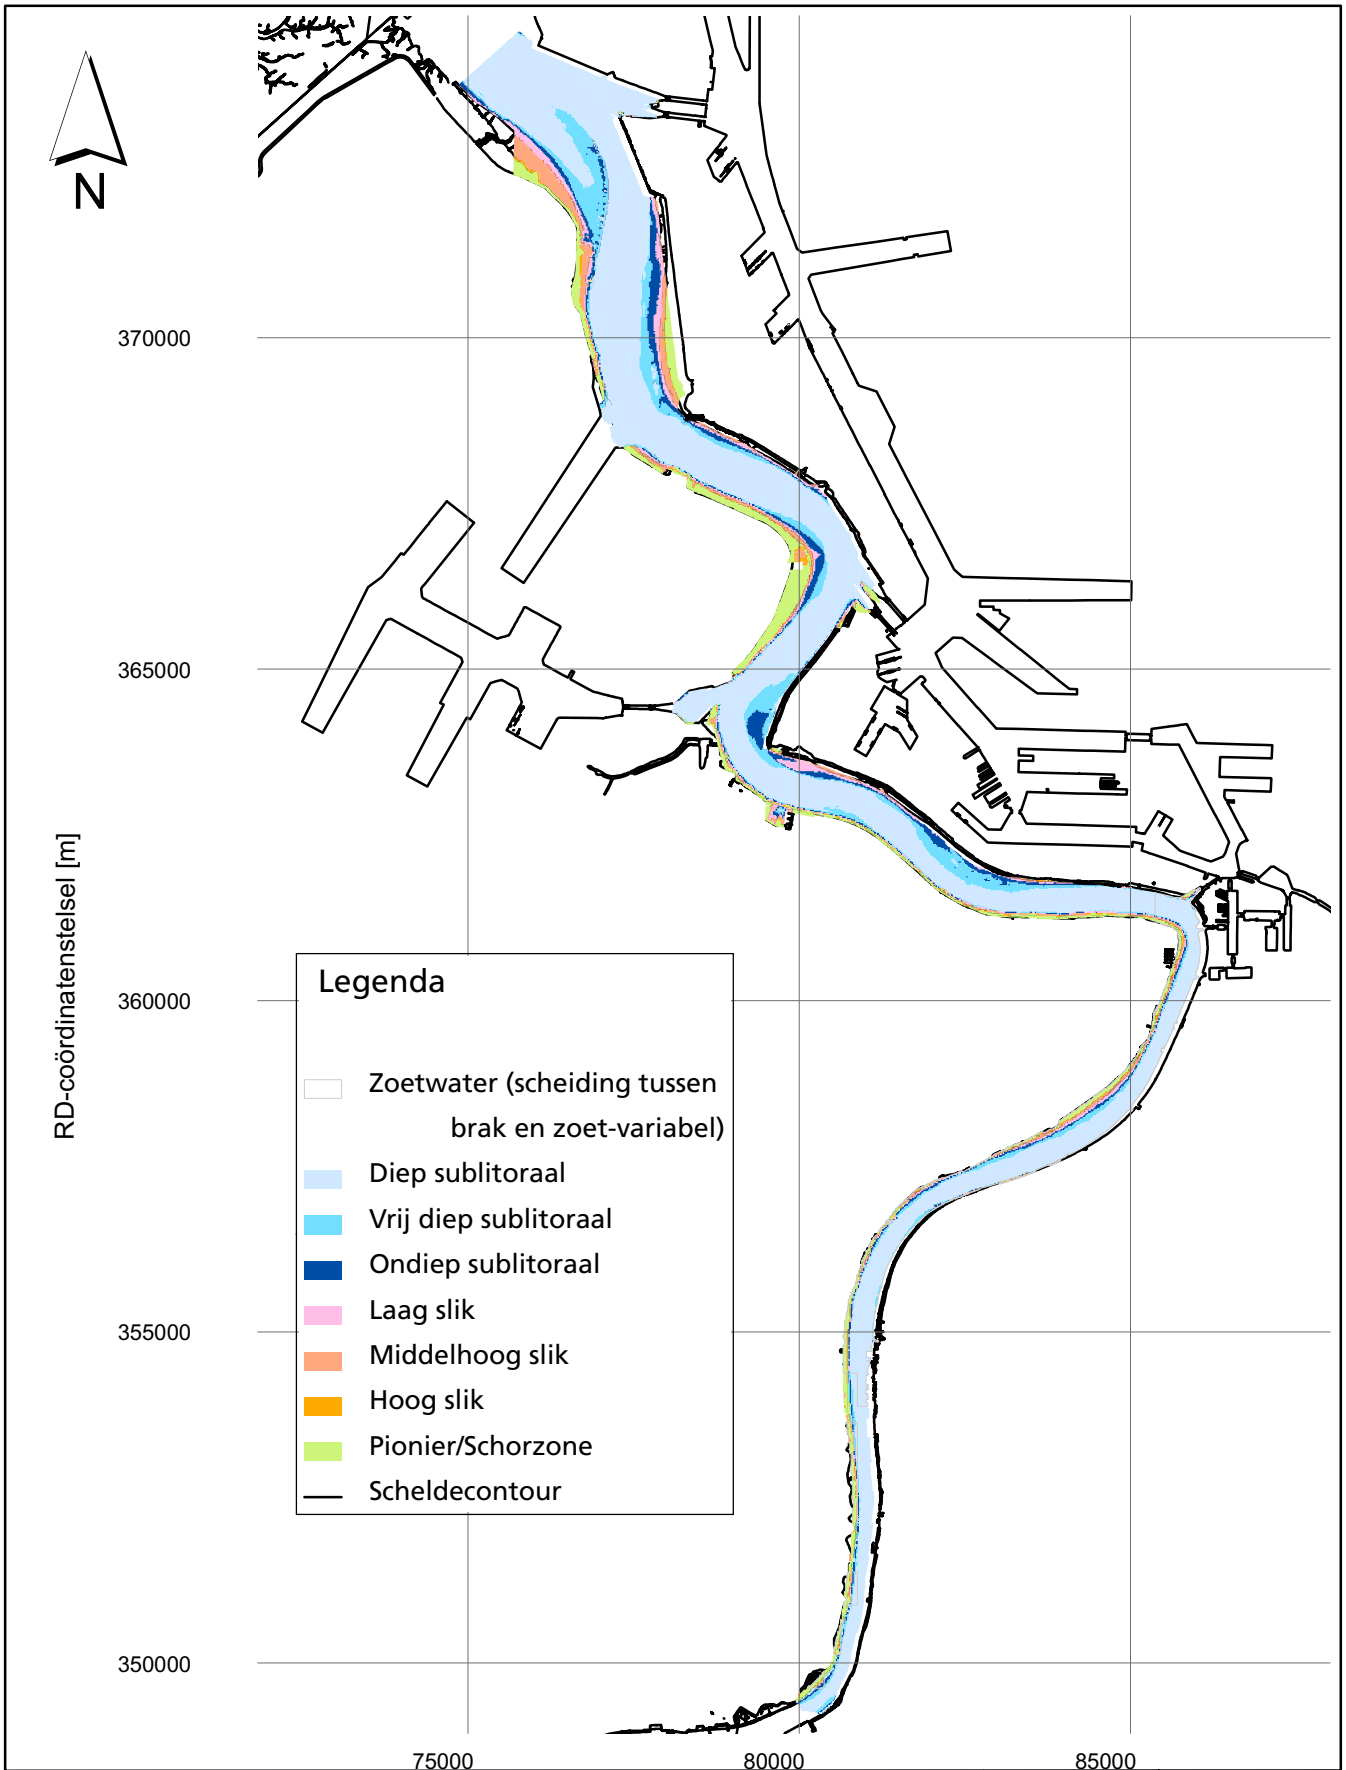 N
370000
365000
RD-coördinatenstelsel [m]
360000
355000
350000
Legenda
Zoetwater (scheiding tussen
brak en zoet-variabel)
Diep sublitoraal
Vrij diep sublitoraal
Ondiep sublitoraal
Laag slik
Middelhoog slik
Hoog slik
Pionier/Schorzone
Scheldecontour
75000 80000 85000